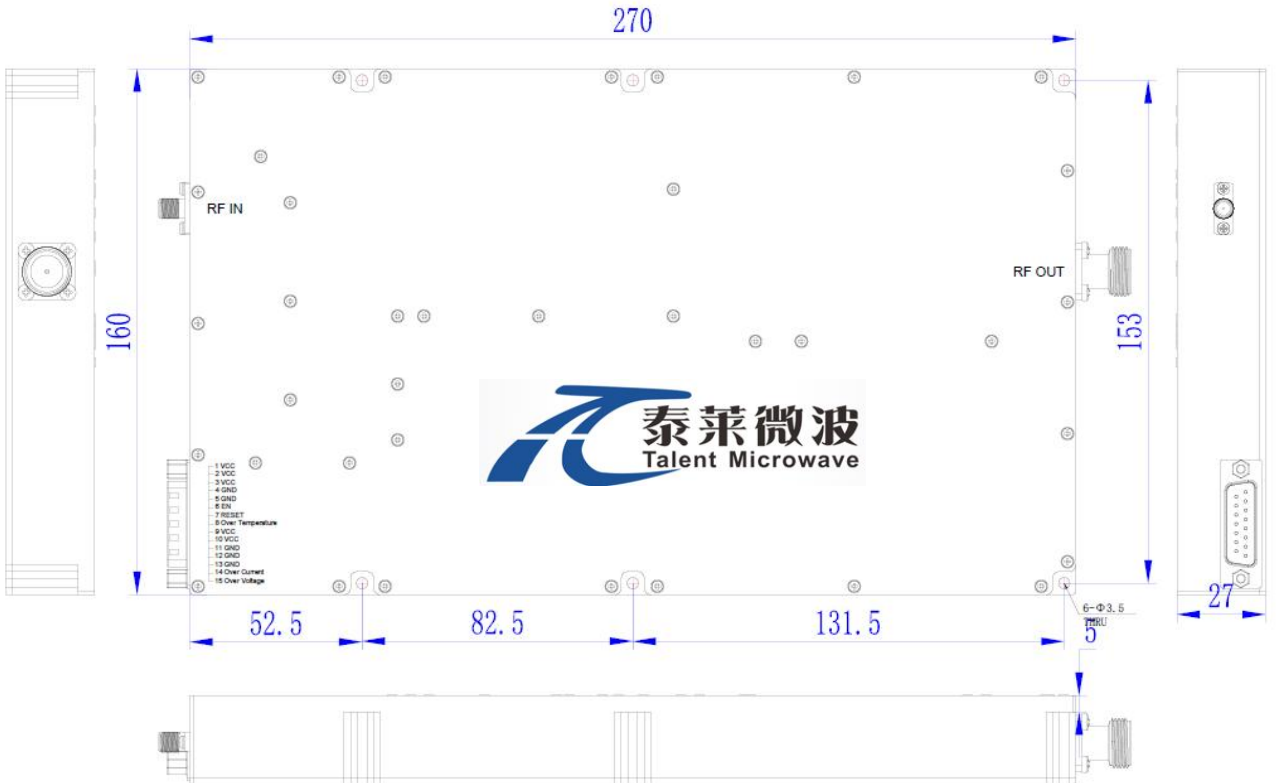 270
RF IN
RF OUT
160
153
泰莱微波
Talent Microwave
1 VCC
2 VCC
3 VCC
4 GND
5 GND
6 EN
7 RESET
8 Over Temperature
9 VCC
10 VCC
11 GND
12 GND
13 GND
14 Over Current
15 Over Voltage
27
6-Φ3.5
THRU
52.5
82.5
131.5
5